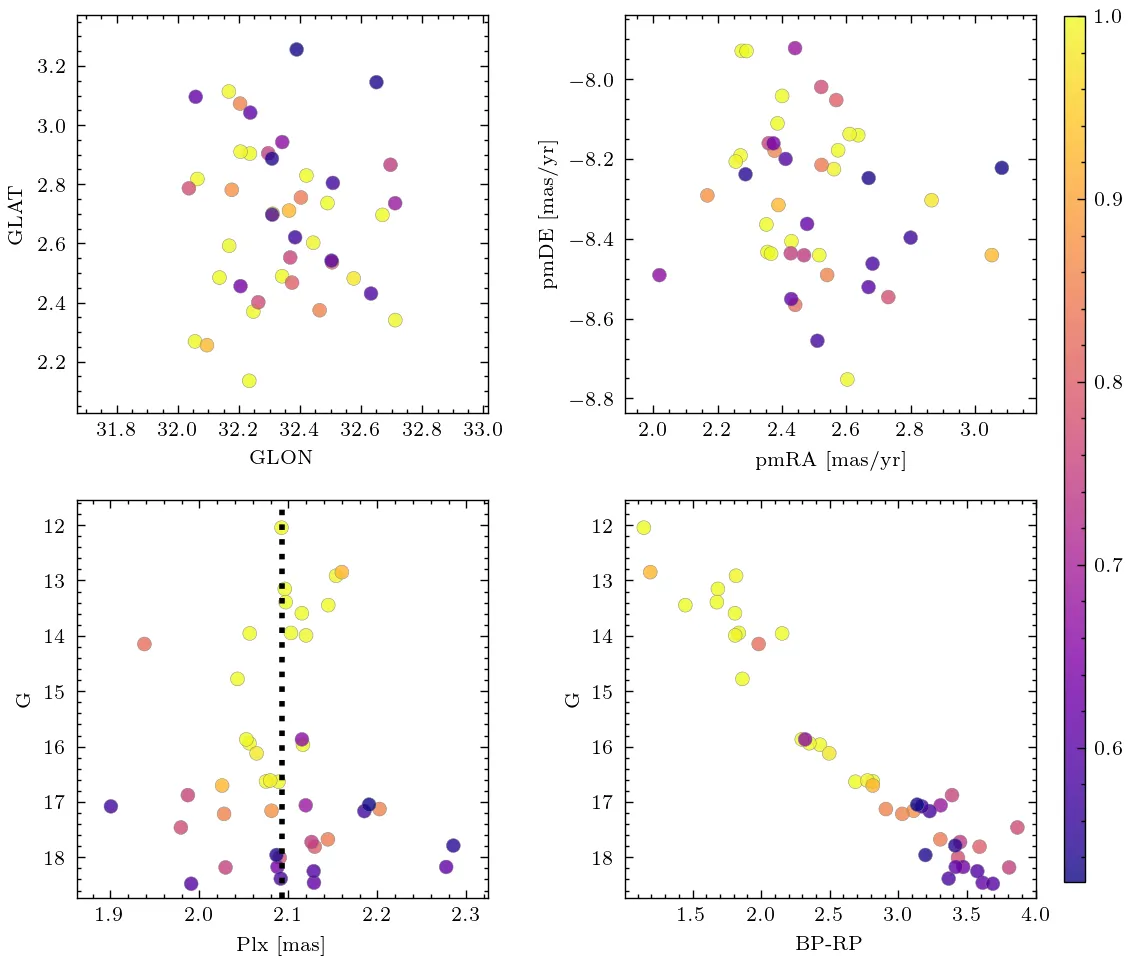 3.2
3.0
2.8
2.6
2.4
2.2
GLAT
31.8 32.0 32.2 32.4 32.6 32.8 33.0
GLON
−8.0
−8.2
−8.4
−8.6
−8.8
pmDE [mas/yr]
2.0 2.2 2.4 2.6 2.8 3.0
pmRA [mas/yr]
1.0
0.9
0.8
0.7
0.6
12
13
14
15
16
17
18
G
1.9 2.0 2.1 2.2 2.3
Plx [mas]
12
13
14
15
16
17
18
G
1.5 2.0 2.5 3.0 3.5 4.0
BP-RP